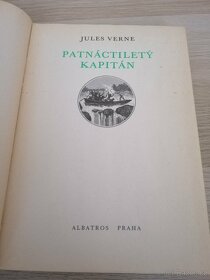 JULES VERNE
PATNÁCTILETÝ
KAPITÁN
ALBATROS PRAHA